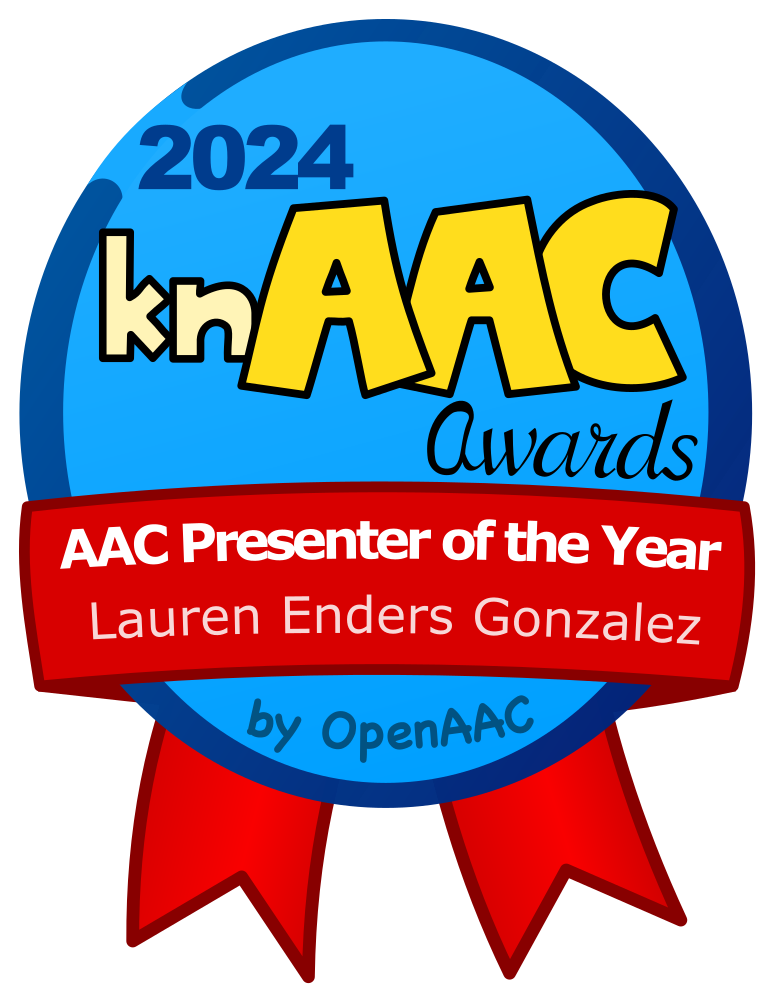 2024
knAAC
Awards
AAC Presenter of the Year
Lauren Enders Gonzalez
by OpenAAC